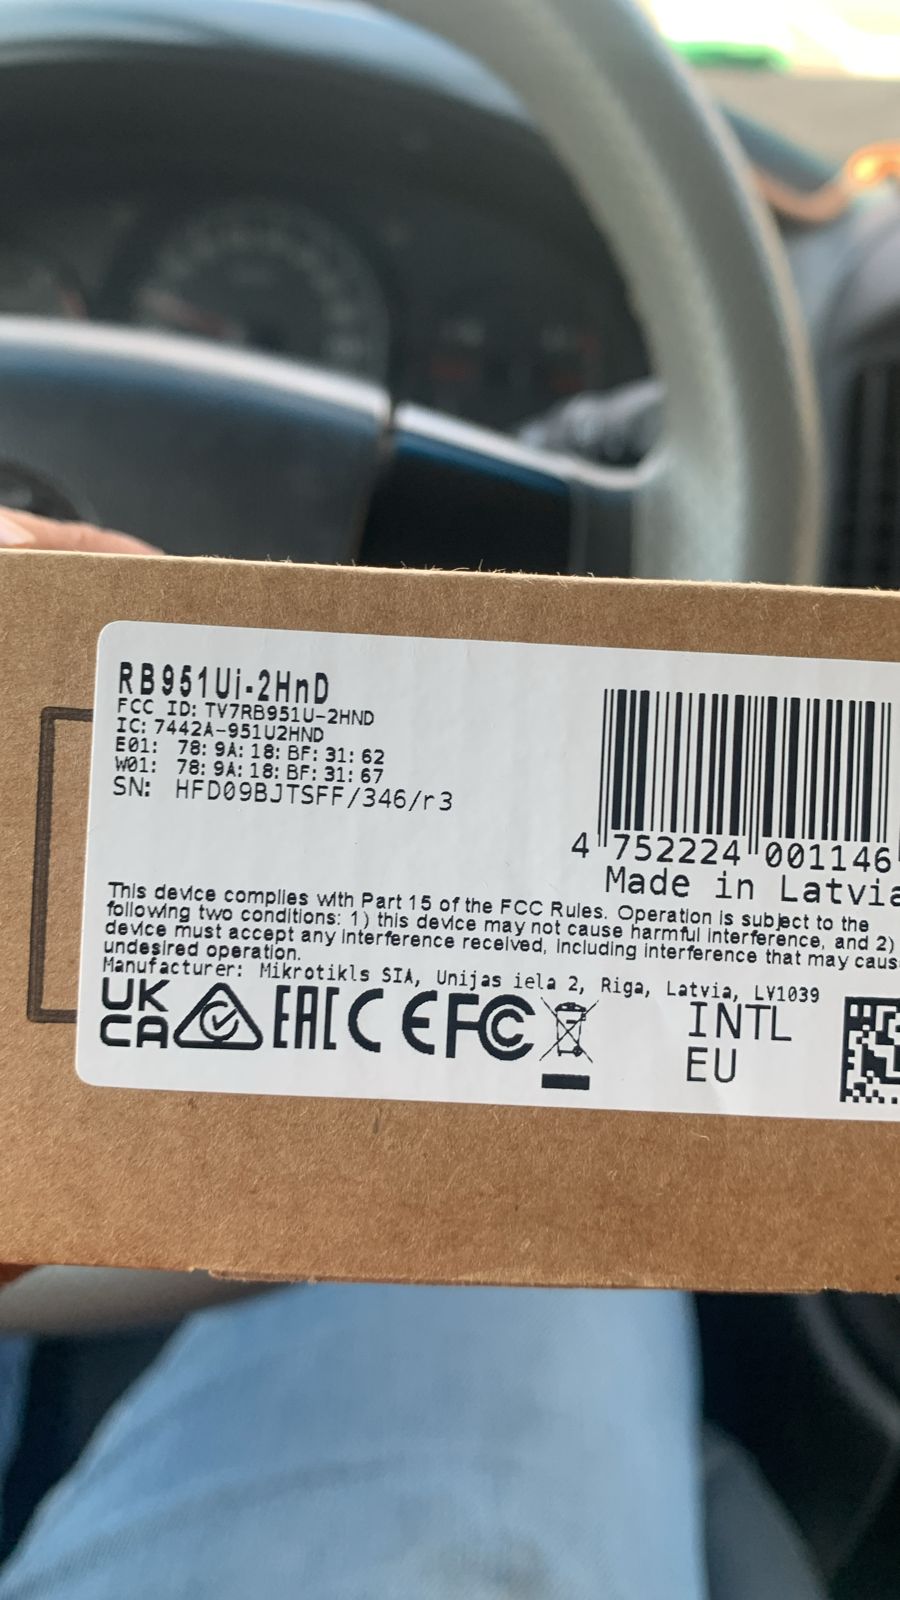 RB951Ui-2HnD
FCC ID: TV7RB951U-2HND
IC: 7442A-951U2HND
E01: 78:9A:18:BF:31:62
W01: 78:9A:18:BF:31:67
SN: HFD09BJTSFF/346/r3
4 752224 001146
Made in Latvia
This device complies with Part 15 of the FCC Rules. Operation is subject to the
following two conditions: 1) this device may not cause harmful interference, and 2)
device must accept any interference received, including interference that may caus
undesired operation.
Manufacturer: Mikrotikls SIA, Unijas iela 2, Riga, Latvia, LV1039
UK
CA EAC CE FC
INTL
EU